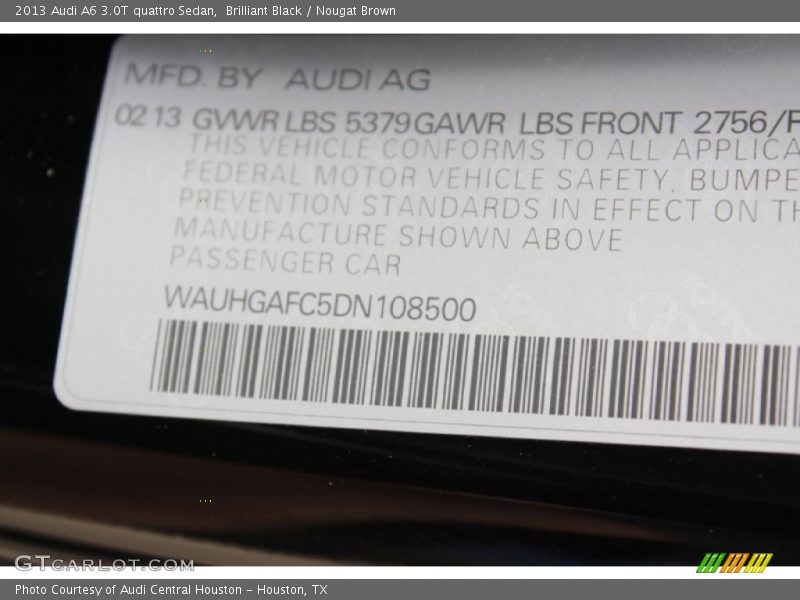 2013 Audi A6 3.0T quattro Sedan,  Brilliant Black / Nougat Brown
MFD. BY AUDI AG
02 13 GVWR LBS 5379 GAWR LBS FRONT 2756/
THIS VEHICLE CONFORMS TO ALL APPLICA
FEDERAL MOTOR VEHICLE SAFETY, BUMPE
PREVENTION STANDARDS IN EFFECT ON TH
MANUFACTURE SHOWN ABOVE
PASSENGER CAR
WAUHGAFC5DN108500
GTCARLOT.COM
Photo Courtesy of Audi Central Houston - Houston, TX